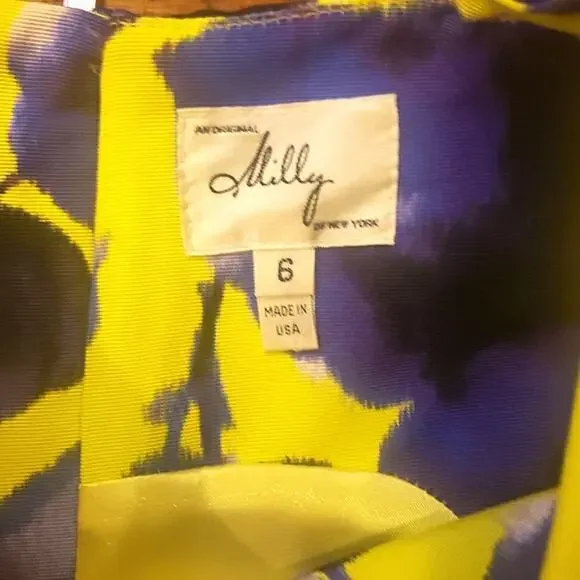 AN ORIGINAL
Milly
OF NEW YORK
6
MADE IN
USA